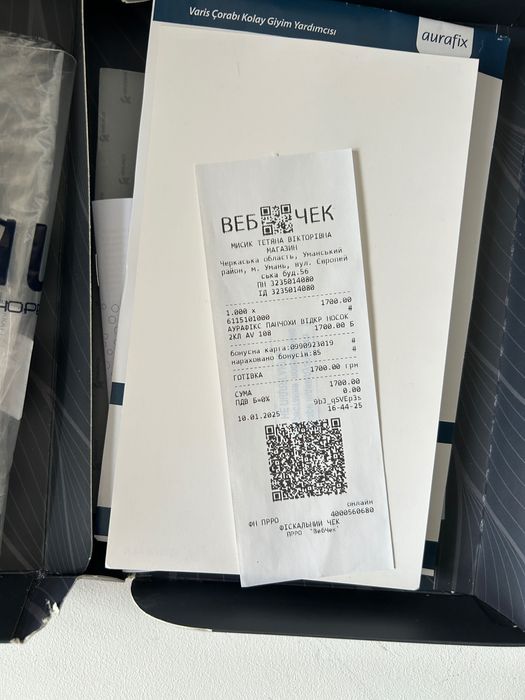 Varis Çorabı Kolay Giyim Yardımcısı
aurafix
ВЕБ ЧЕК
МИСИК ТЕТЯНА ВІКТОРІВНА
МАГАЗИН
Черкаська область, Уманський
район, м. Умань, вул. Європей
ська буд.56
ПН 3235014080
ІД 3235014080
1.000 x 1700.00
6115101000 #
АУРАФІКС ПАНЧОХИ ВІДКР НОСОК
2КЛ AV 108 1700.00 Б
бонусна карта:0990923019 #
нараховано бонусів:85 #
ГОТІВКА 1700.00 грн
СУМА 1700.00
ПДВ Б=0% 0.00
9bJ_qSVEp3s
10.01.2025 16-44-25
онлайн
ФН ПРРО 4000560680
ФІСКАЛЬНИЙ ЧЕК
ПРРО "ВебЧек"